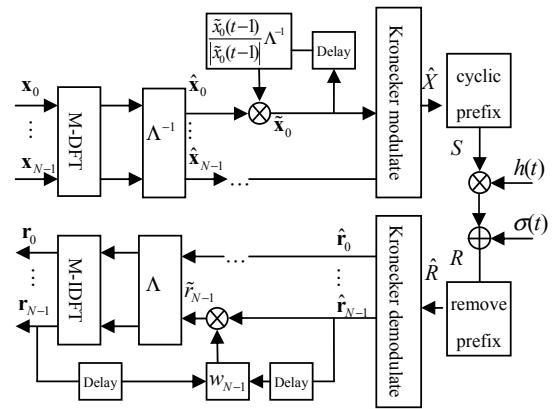 x̃₀(t−1)
|x̃₀(t−1)| Λ⁻¹
Delay
x₀
⋮
x_{N-1}
M-DFT
Λ⁻¹
x̂₀
⋮
x̂_{N-1}
x̃₀
...
Kronecker modulate
X̂
cyclic
prefix
S
h(t)
σ(t)
R
remove
prefix
R̂
Kronecker demodulate
r̂₀
⋮
r̂_{N-1}
...
r̃_{N-1}
Λ
M-IDFT
r₀
⋮
r_{N-1}
Delay
w_{N-1}
Delay